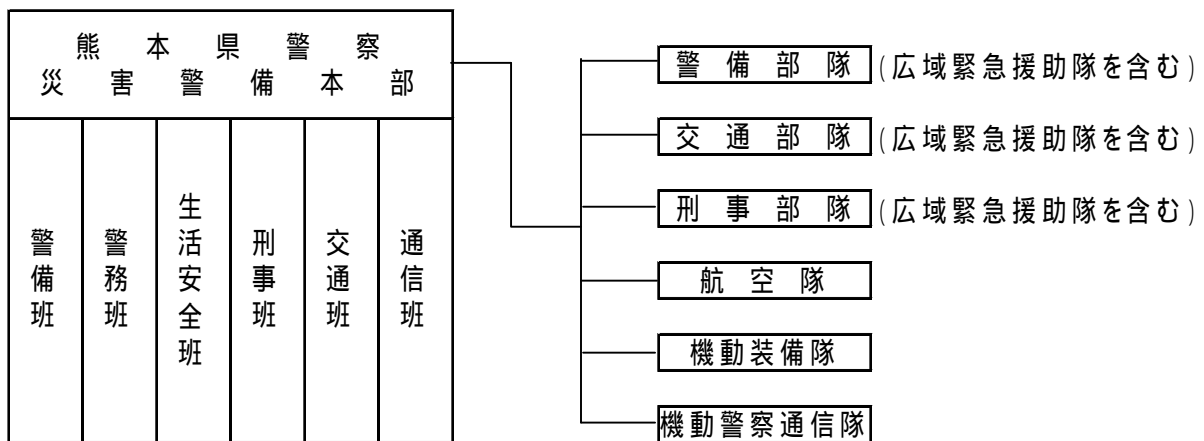 熊本県警察
災害警備本部
警備班
警務班
生活安全班
刑事班
交通班
通信班
警備部隊(広域緊急援助隊を含む)
交通部隊(広域緊急援助隊を含む)
刑事部隊(広域緊急援助隊を含む)
航空隊
機動装備隊
機動警察通信隊